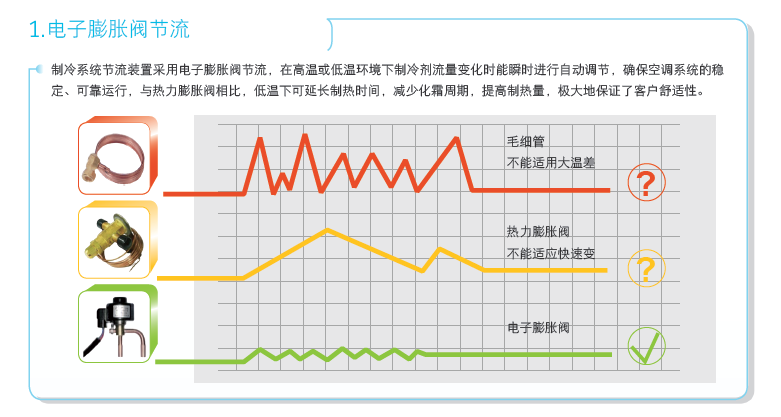 1.电子膨胀阀节流
制冷系统节流装置采用电子膨胀阀节流，在高温或低温环境下制冷剂流量变化时能瞬时进行自动调节，确保空调系统的稳
定、可靠运行，与热力膨胀阀相比，低温下可延长制热时间，减少化霜周期，提高制热量，极大地保证了客户舒适性。
毛细管
不能适用大温差
?
热力膨胀阀
不能适应快速变
?
电子膨胀阀